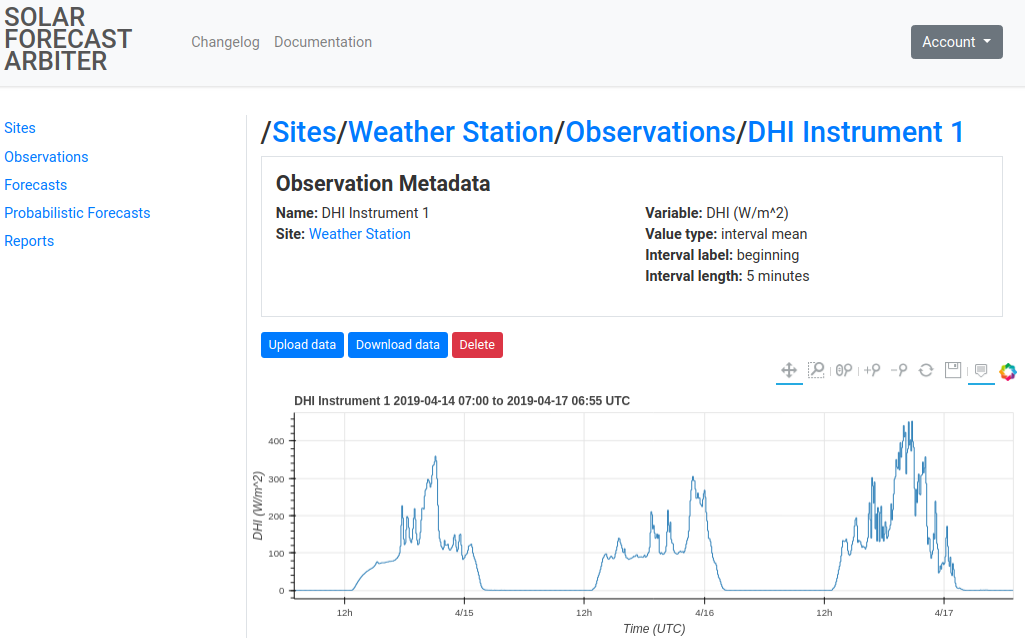 SOLAR
FORECAST
ARBITER
Changelog Documentation
Account
Sites
Observations
Forecasts
Probabilistic Forecasts
Reports
/Sites/Weather Station/Observations/DHI Instrument 1
Observation Metadata
Name: DHI Instrument 1
Site: Weather Station
Variable: DHI (W/m^2)
Value type: interval mean
Interval label: beginning
Interval length: 5 minutes
Upload data Download data Delete
DHI Instrument 1 2019-04-14 07:00 to 2019-04-17 06:55 UTC
DHI (W/m^2)
400
300
200
100
0
12h 4/15 12h 4/16 12h 4/17
Time (UTC)